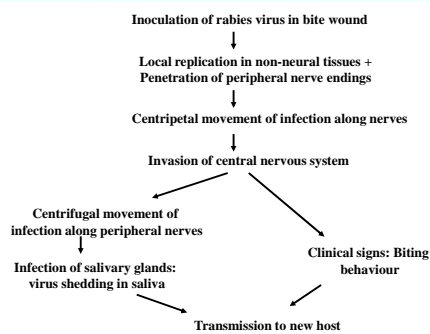 Inoculation of rabies virus in bite wound
Local replication in non-neural tissues +
Penetration of peripheral nerve endings
Centripetal movement of infection along nerves
Invasion of central nervous system
Centrifugal movement of
infection along peripheral nerves
Infection of salivary glands:
virus shedding in saliva
Clinical signs: Biting
behaviour
Transmission to new host